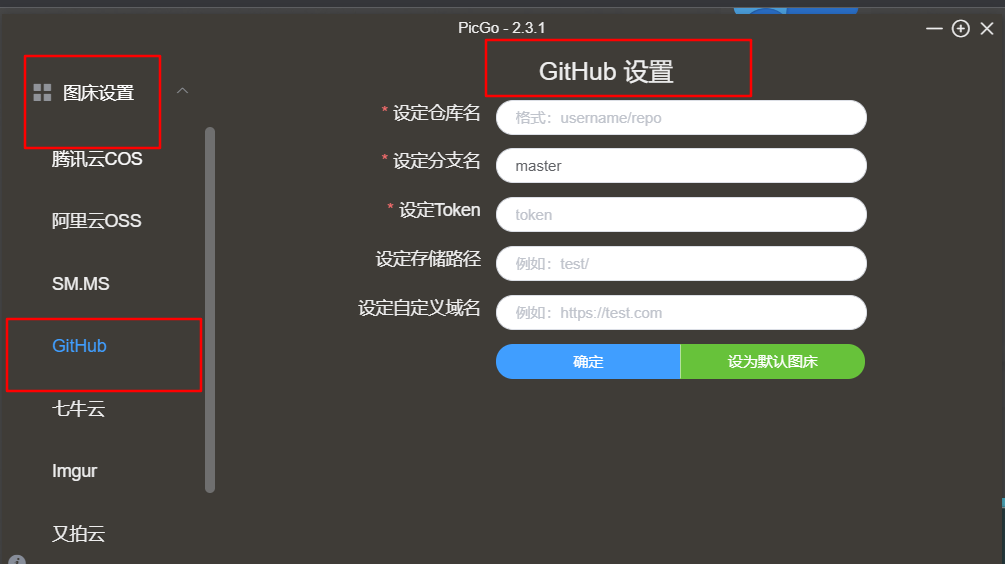 PicGo - 2.3.1
图床设置
腾讯云COS
阿里云OSS
SM.MS
GitHub
七牛云
Imgur
又拍云
GitHub 设置
* 设定仓库名 格式：username/repo
* 设定分支名 master
* 设定Token token
设定存储路径 例如：test/
设定自定义域名 例如：https://test.com
确定 设为默认图床